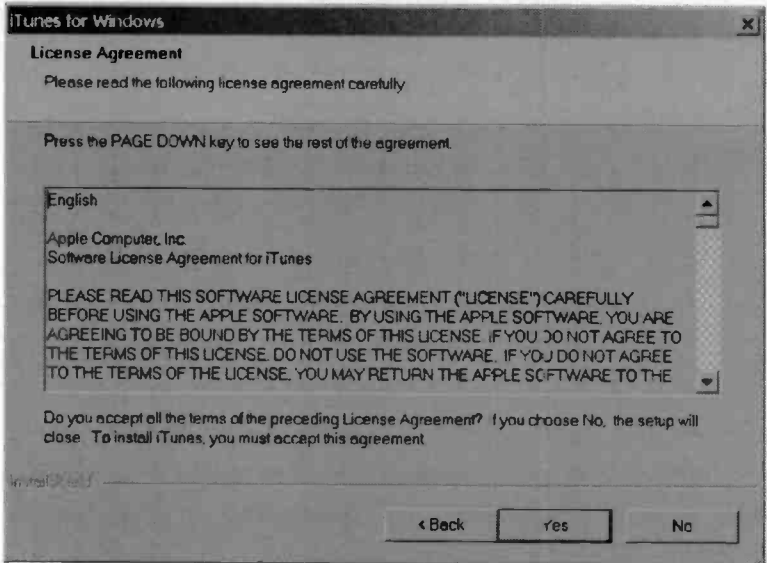 iTunes for Windows
License Agreement
Please read the following license agreement carefully
Press the PAGE DOWN key to see the rest of the agreement.
English
Apple Computer, Inc.
Software License Agreement for iTunes
PLEASE READ THIS SOFTWARE LICENSE AGREEMENT ("LICENSE") CAREFULLY
BEFORE USING THE APPLE SOFTWARE. BY USING THE APPLE SOFTWARE, YOU ARE
AGREEING TO BE BOUND BY THE TERMS OF THIS LICENSE. IF YOU DO NOT AGREE TO
THE TERMS OF THIS LICENSE, DO NOT USE THE SOFTWARE. IF YOU DO NOT AGREE
TO THE TERMS OF THE LICENSE, YOU MAY RETURN THE APPLE SOFTWARE TO THE
Do you accept all the terms of the preceding License Agreement? If you choose No, the setup will
close. To install iTunes, you must accept this agreement.
InstallShield
< Back
Yes
No